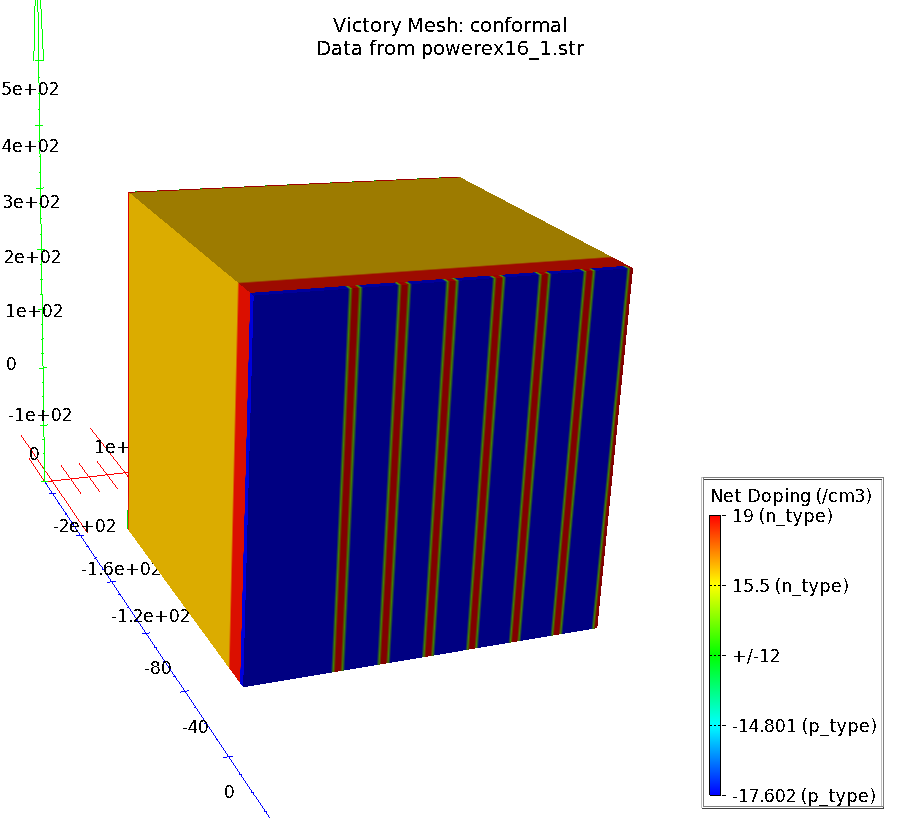 Victory Mesh: conformal
Data from powerex16_1.str
5e+02
4e+02
3e+02
2e+02
1e+02
0
-1e+02
0
1e+
-2e+02
-1.6e+02
-1.2e+02
-80
-40
0
Net Doping (/cm3)
19 (n_type)
15.5 (n_type)
+/-12
-14.801 (p_type)
-17.602 (p_type)